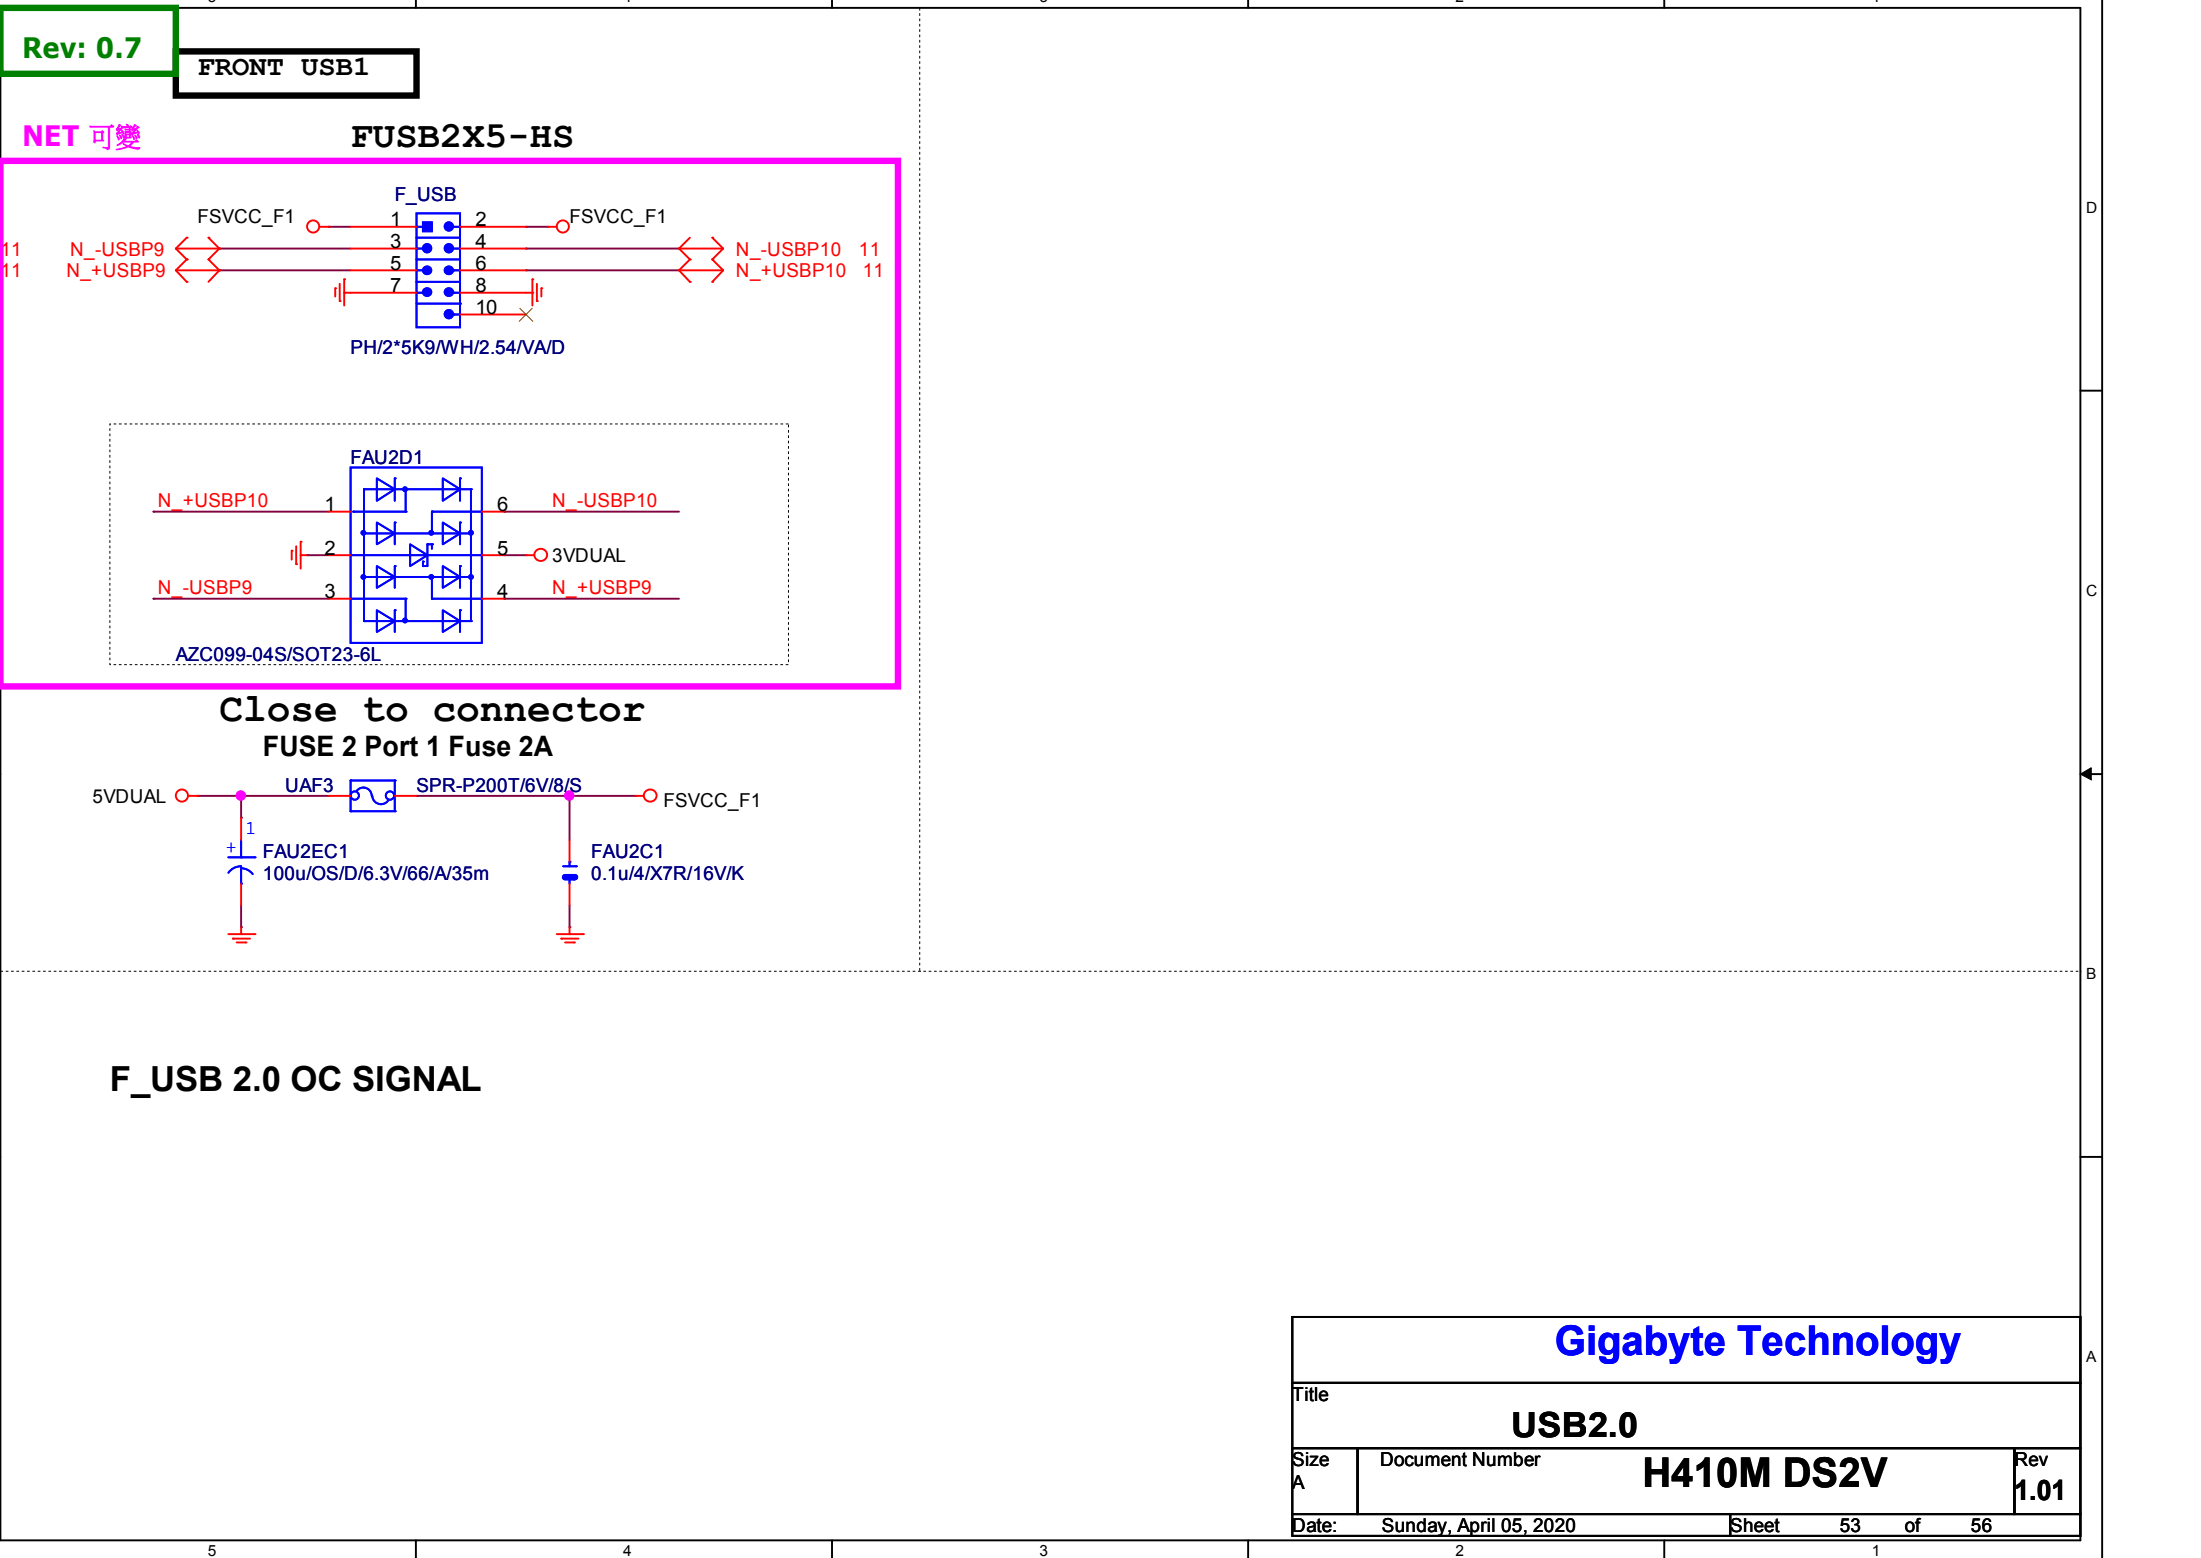 Rev: 0.7
FRONT USB1
NET 可變
FUSB2X5-HS
F_USB
FSVCC_F1 1 2 FSVCC_F1
11 N_-USBP9 3 4 N_-USBP10 11
11 N_+USBP9 5 6 N_+USBP10 11
7 8
10
PH/2*5K9/WH/2.54/VA/D
FAU2D1
N_+USBP10 1 6 N_-USBP10
2 5 3VDUAL
N_-USBP9 3 4 N_+USBP9
AZC099-04S/SOT23-6L
Close to connector
FUSE 2 Port 1 Fuse 2A
5VDUAL UAF3 SPR-P200T/6V/8/S FSVCC_F1
1
+
FAU2EC1
100u/OS/D/6.3V/66/A/35m
FAU2C1
0.1u/4/X7R/16V/K
F_USB 2.0 OC SIGNAL
D
C
B
A
Gigabyte Technology
Title
USB2.0
Size
A
Document Number
H410M DS2V
Rev
1.01
Date: Sunday, April 05, 2020 Sheet 53 of 56
5 4 3 2 1